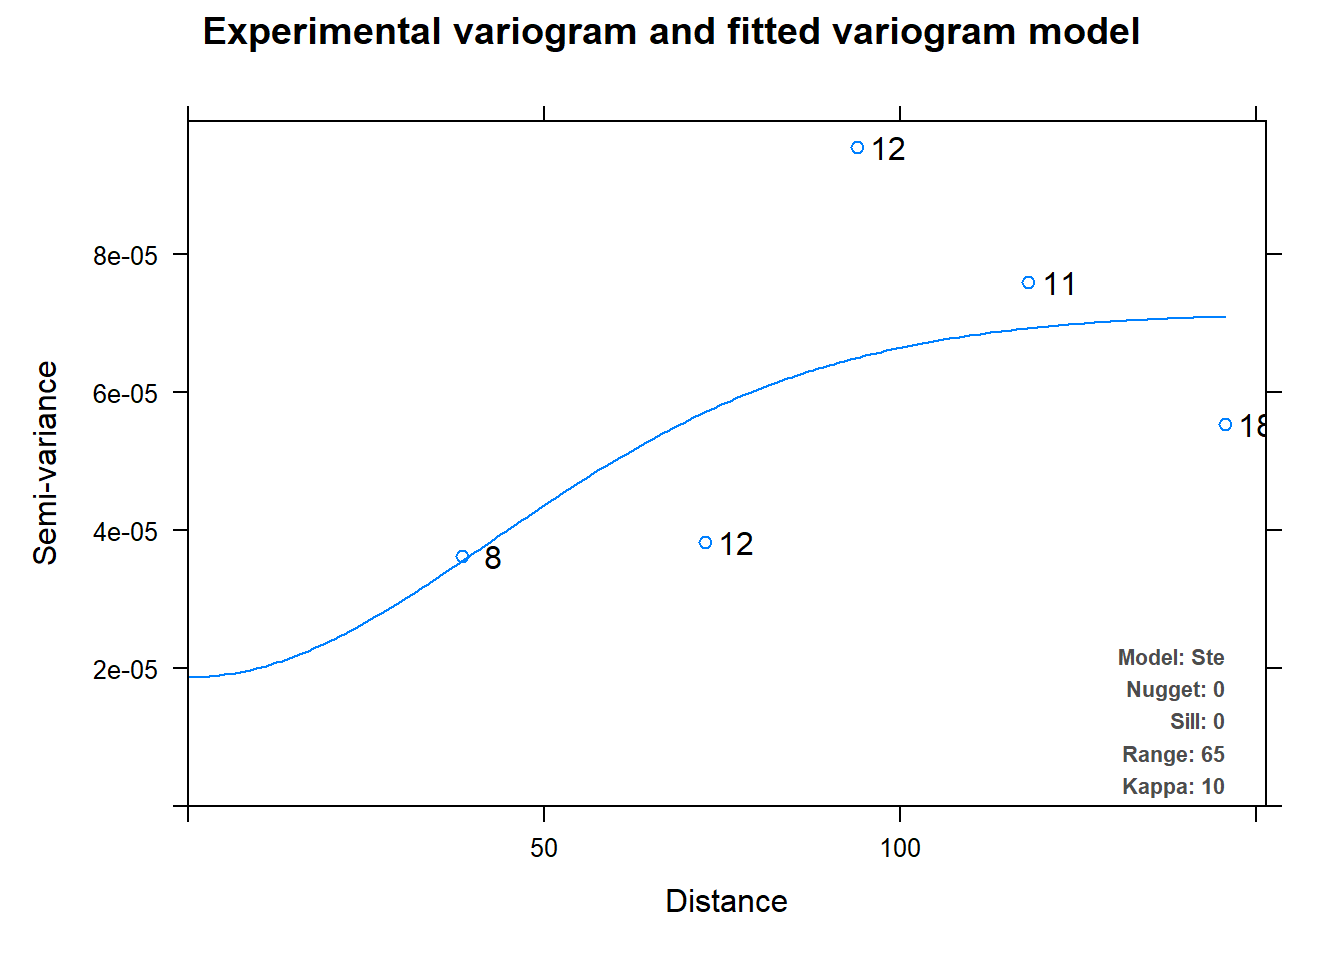 Experimental variogram and fitted variogram model
12
8e-05
11
6e-05
18
Semi-variance
4e-05
12
8
2e-05
Model: Ste
Nugget: 0
Sill: 0
Range: 65
Kappa: 10
50
100
Distance